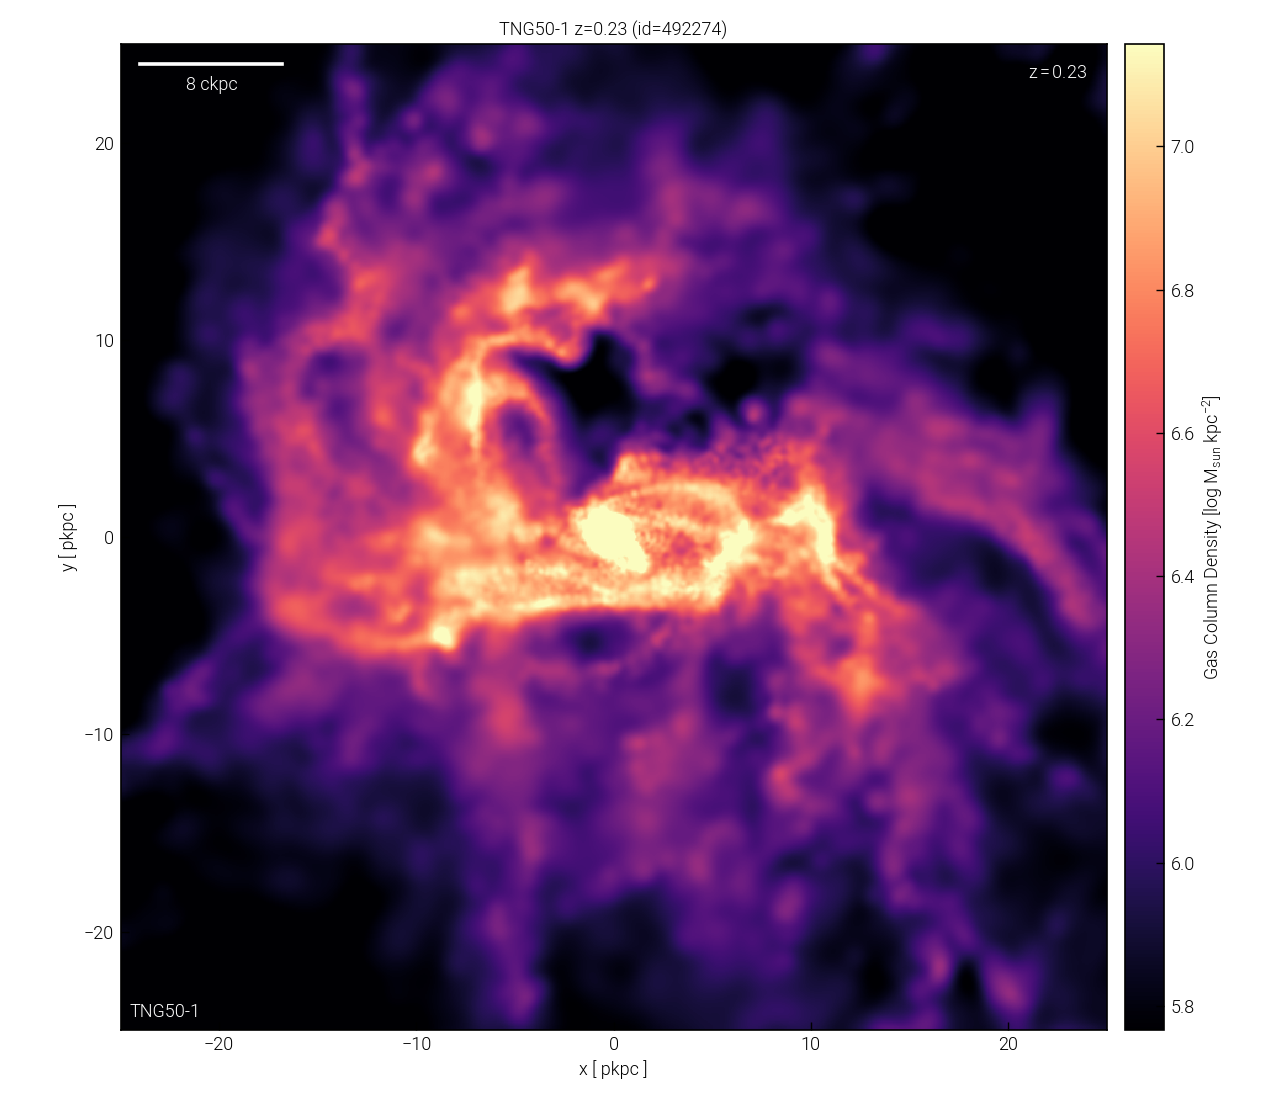 TNG50-1 z=0.23 (id=492274)
8 ckpc
z=0.23
20
10
0
−10
−20
y [ pkpc ]
TNG50-1
−20
−10
0
10
20
x [ pkpc ]
7.0
6.8
6.6
6.4
6.2
6.0
5.8
Gas Column Density [log Msun kpc−2]